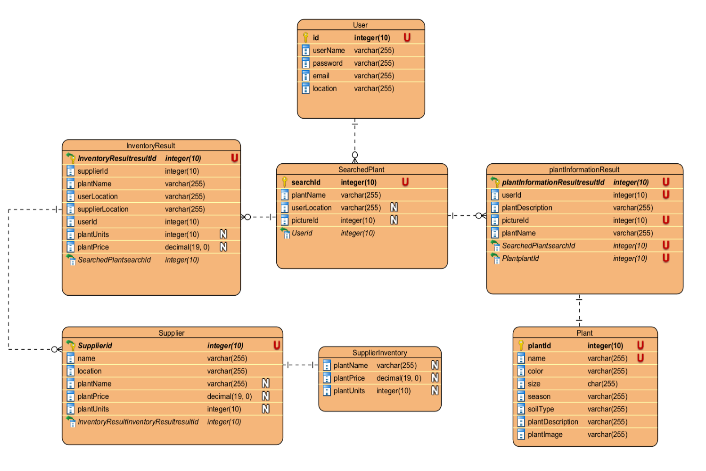 User
id integer(10) U
userName varchar(255)
password varchar(255)
email varchar(255)
location varchar(255)
InventoryResult
InventoryResultresultId integer(10) U
supplierId integer(10)
plantName varchar(255)
userLocation varchar(255)
supplierLocation varchar(255)
userId integer(10)
plantUnits integer(10) N
plantPrice decimal(19, 0) N
SearchedPlantsearchId integer(10)
SearchedPlant
searchId integer(10) U
plantName varchar(255)
userLocation varchar(255) N
pictureId integer(10) N
Userid integer(10)
plantInformationResult
plantInformationResultresultId integer(10) U
userId integer(10) U
plantDescription varchar(255)
pictureId integer(10) U
plantName varchar(255)
SearchedPlantsearchId integer(10) U
PlantplantId integer(10) U
Supplier
Supplierid integer(10) U
name varchar(255)
location varchar(255)
plantName varchar(255) N
plantPrice decimal(19, 0) N
plantUnits integer(10) N
InventoryResultInventoryResultresultId integer(10)
SupplierInventory
plantName varchar(255) N
plantPrice decimal(19, 0) N
plantUnits integer(10) N
Plant
plantId integer(10) U
name varchar(255) U
color varchar(255)
size char(255)
season varchar(255)
soilType varchar(255)
plantDescription varchar(255)
plantImage varchar(255)